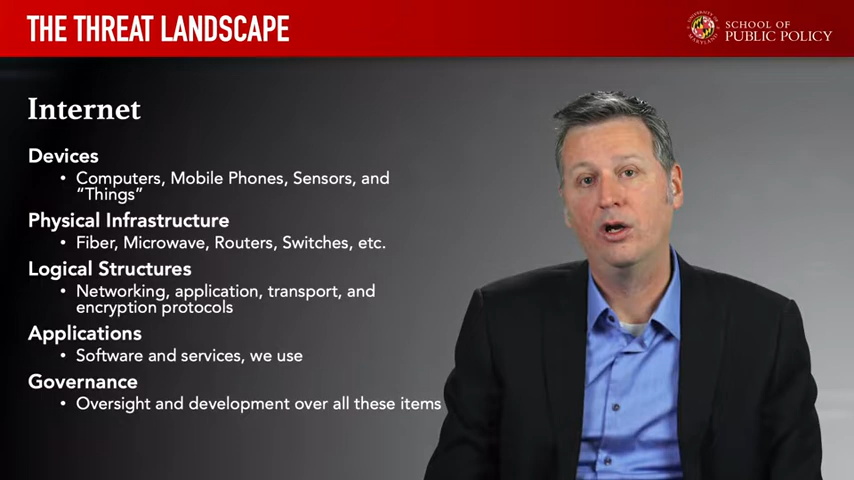 THE THREAT LANDSCAPE
SCHOOL OF
PUBLIC POLICY
Internet
Devices
• Computers, Mobile Phones, Sensors, and
“Things”
Physical Infrastructure
• Fiber, Microwave, Routers, Switches, etc.
Logical Structures
• Networking, application, transport, and
encryption protocols
Applications
• Software and services, we use
Governance
• Oversight and development over all these items